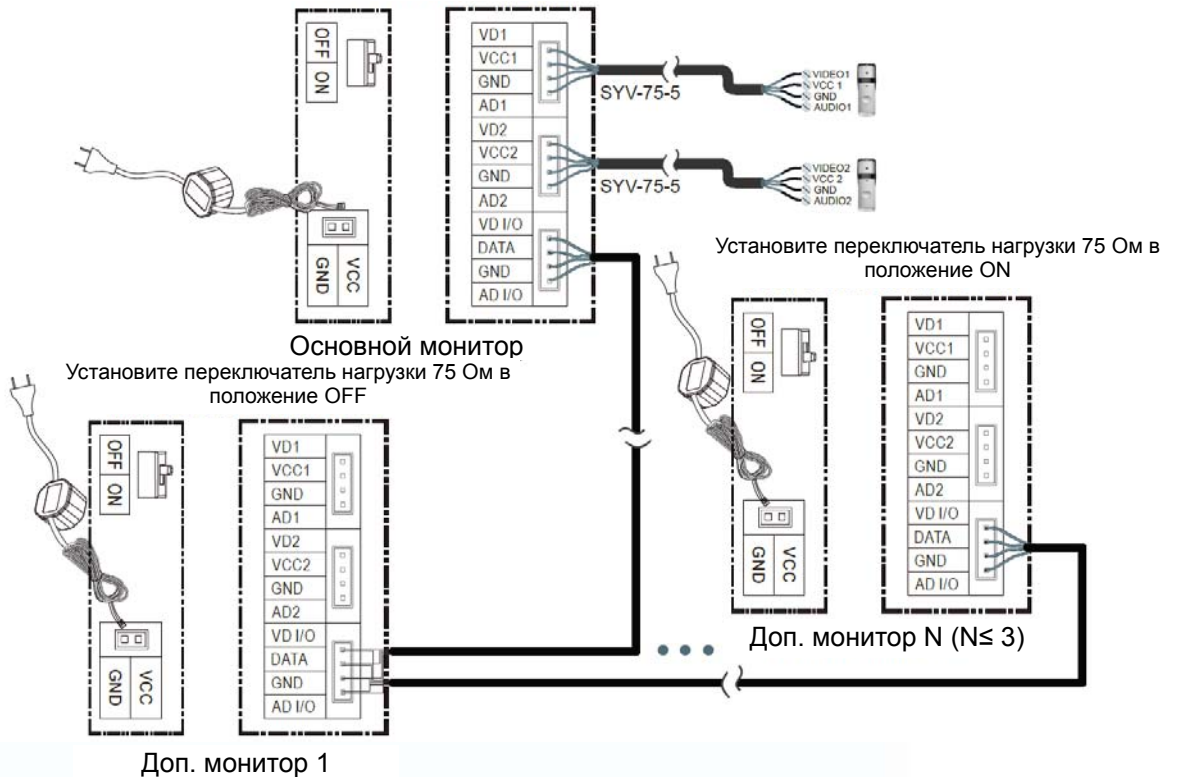 OFF ON
GND VCC
VD1
VCC1
GND
AD1
VD2
VCC2
GND
AD2
VD I/O
DATA
GND
AD I/O
SYV-75-5
SYV-75-5
VIDEO1
VCC 1
GND
AUDIO1
VIDEO2
VCC 2
GND
AUDIO2
Основной монитор
Установите переключатель нагрузки 75 Ом в
положение ON
OFF ON
GND VCC
VD1
VCC1
GND
AD1
VD2
VCC2
GND
AD2
VD I/O
DATA
GND
AD I/O
Доп. монитор N (N≤ 3)
Установите переключатель нагрузки 75 Ом в
положение OFF
OFF ON
GND VCC
VD1
VCC1
GND
AD1
VD2
VCC2
GND
AD2
VD I/O
DATA
GND
AD I/O
Доп. монитор 1